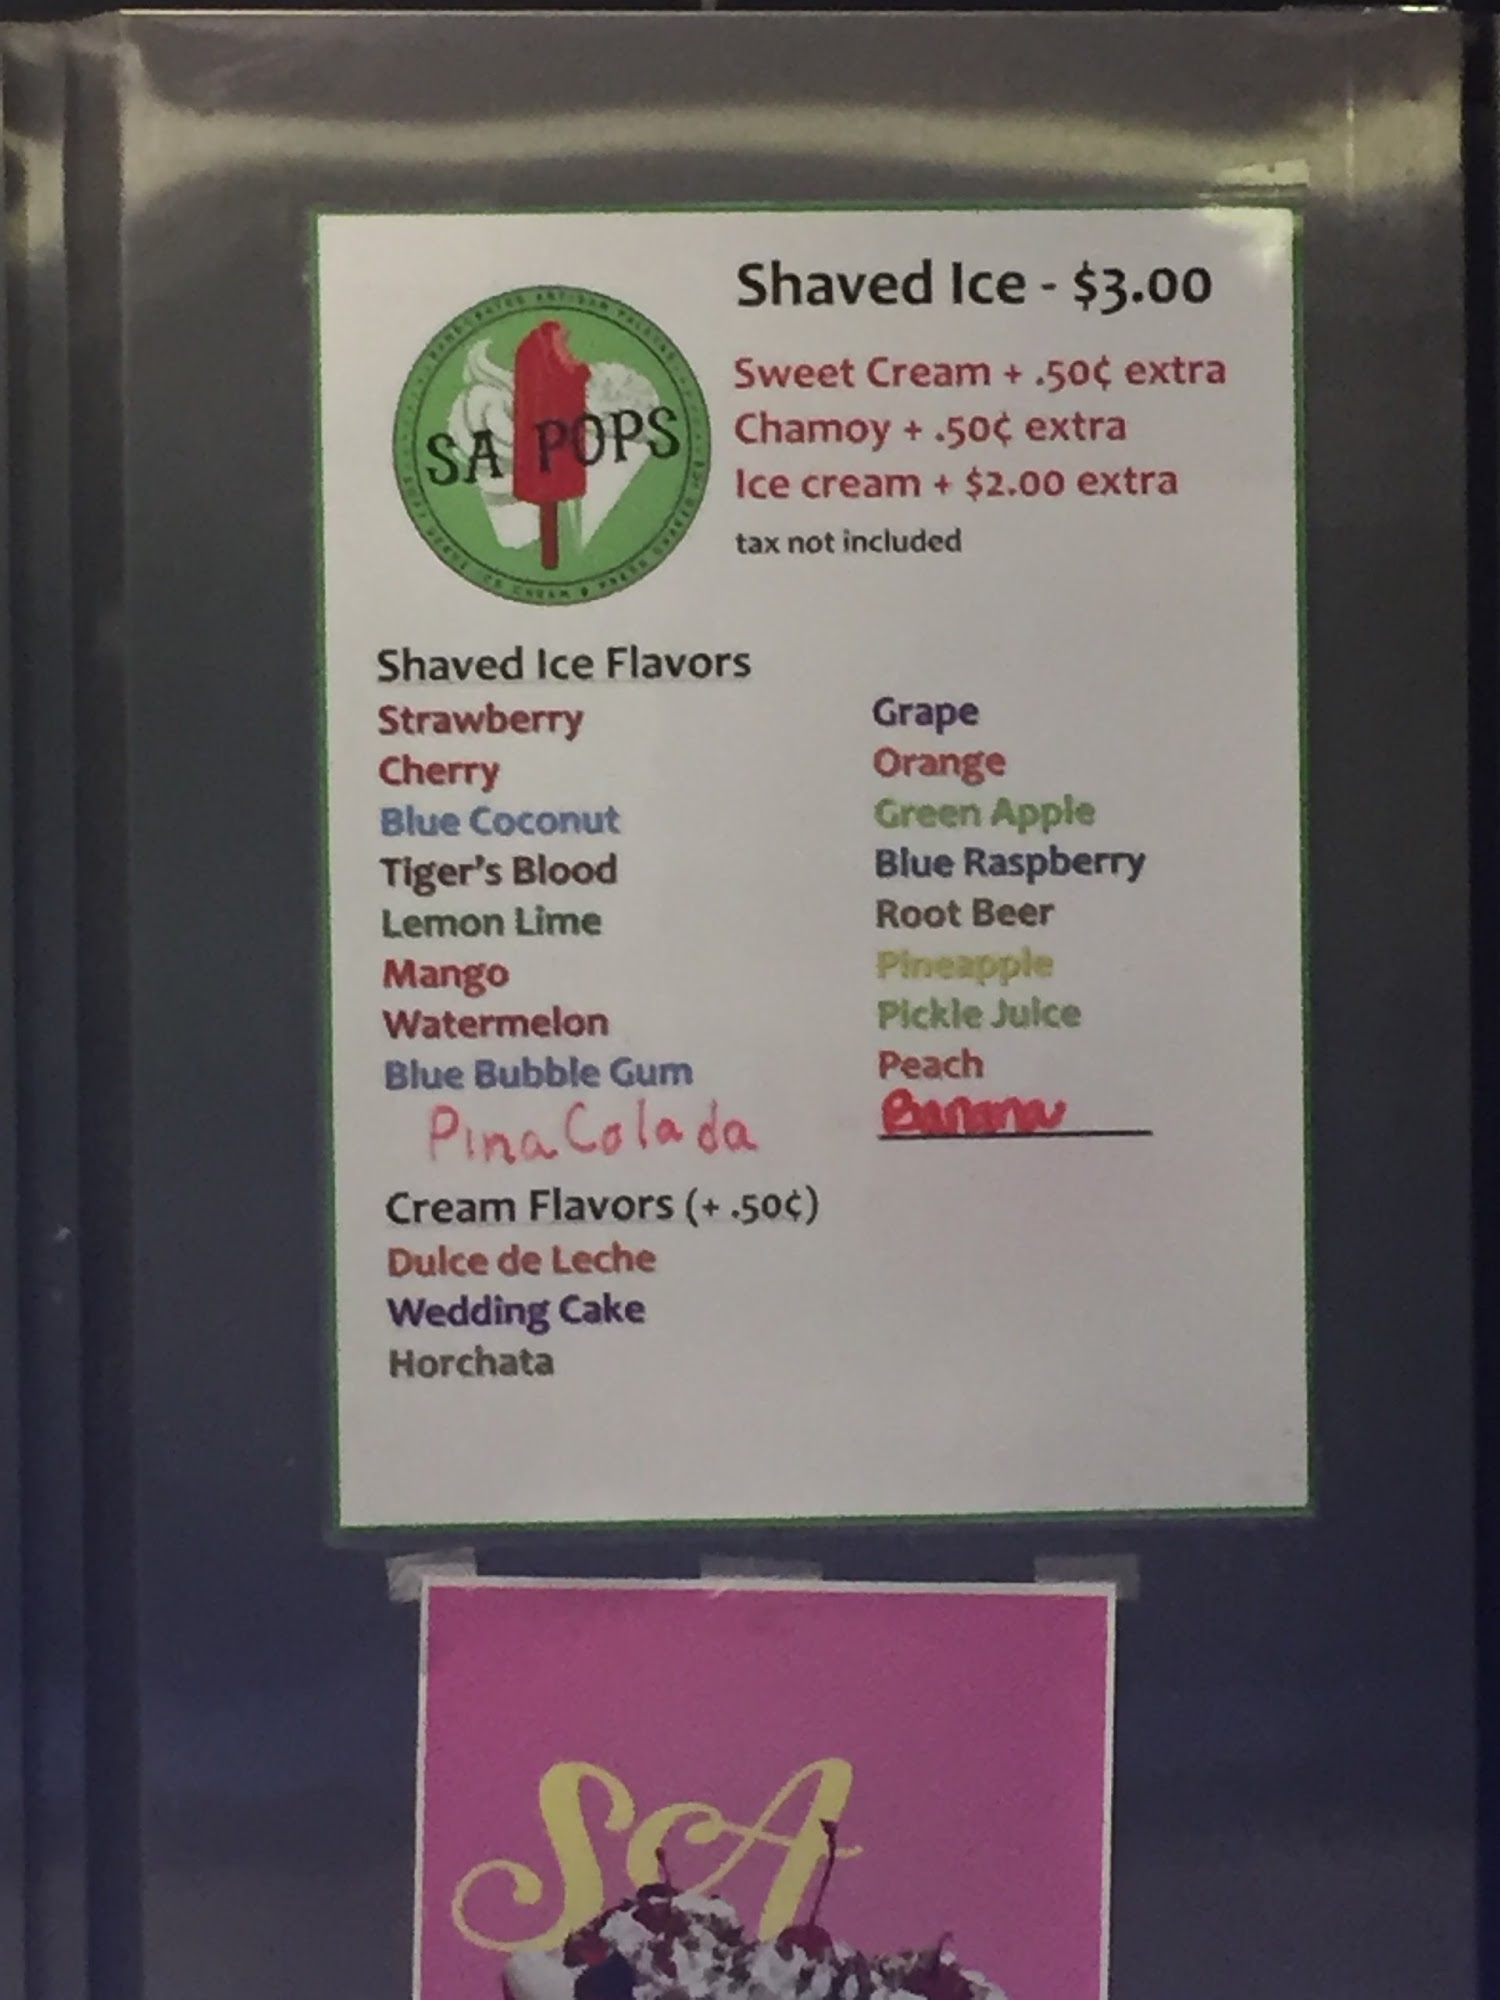 SA POPS
Shaved Ice - $3.00
Sweet Cream + .50¢ extra
Chamoy + .50¢ extra
Ice cream + $2.00 extra
tax not included
Shaved Ice Flavors
Strawberry
Cherry
Blue Coconut
Tiger's Blood
Lemon Lime
Mango
Watermelon
Blue Bubble Gum
Pina Colada
Grape
Orange
Green Apple
Blue Raspberry
Root Beer
Pineapple
Pickle Juice
Peach
Banana
Cream Flavors (+ .50¢)
Dulce de Leche
Wedding Cake
Horchata
SA